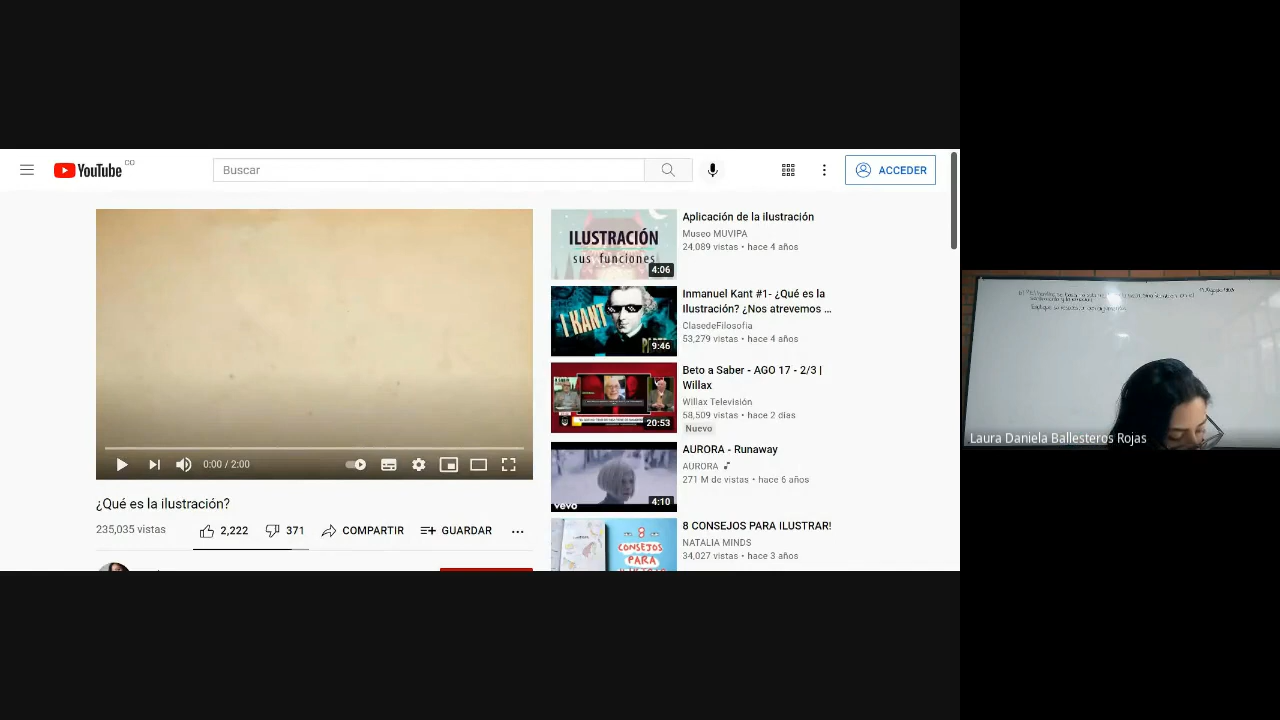 YouTube CO
Buscar
ACCEDER
0:00 / 2:00
¿Qué es la ilustración?
235,035 vistas
2,222
371
COMPARTIR
GUARDAR
ILUSTRACIÓN
sus funciones
4:06
Aplicación de la ilustración
Museo MUVIPA
24,089 vistas • hace 4 años
I KANT
9:46
Inmanuel Kant #1- ¿Qué es la
Ilustración? ¿Nos atrevemos ...
ClasedeFilosofia
53,279 vistas • hace 4 años
20:53
Beto a Saber - AGO 17 - 2/3 |
Willax
Willax Televisión
58,509 vistas • hace 2 días
Nuevo
vevo
4:10
AURORA - Runaway
AURORA
271 M de vistas • hace 6 años
8
CONSEJOS
PARA
8 CONSEJOS PARA ILUSTRAR!
NATALIA MINDS
34,027 vistas • hace 3 años
Laura Daniela Ballesteros Rojas